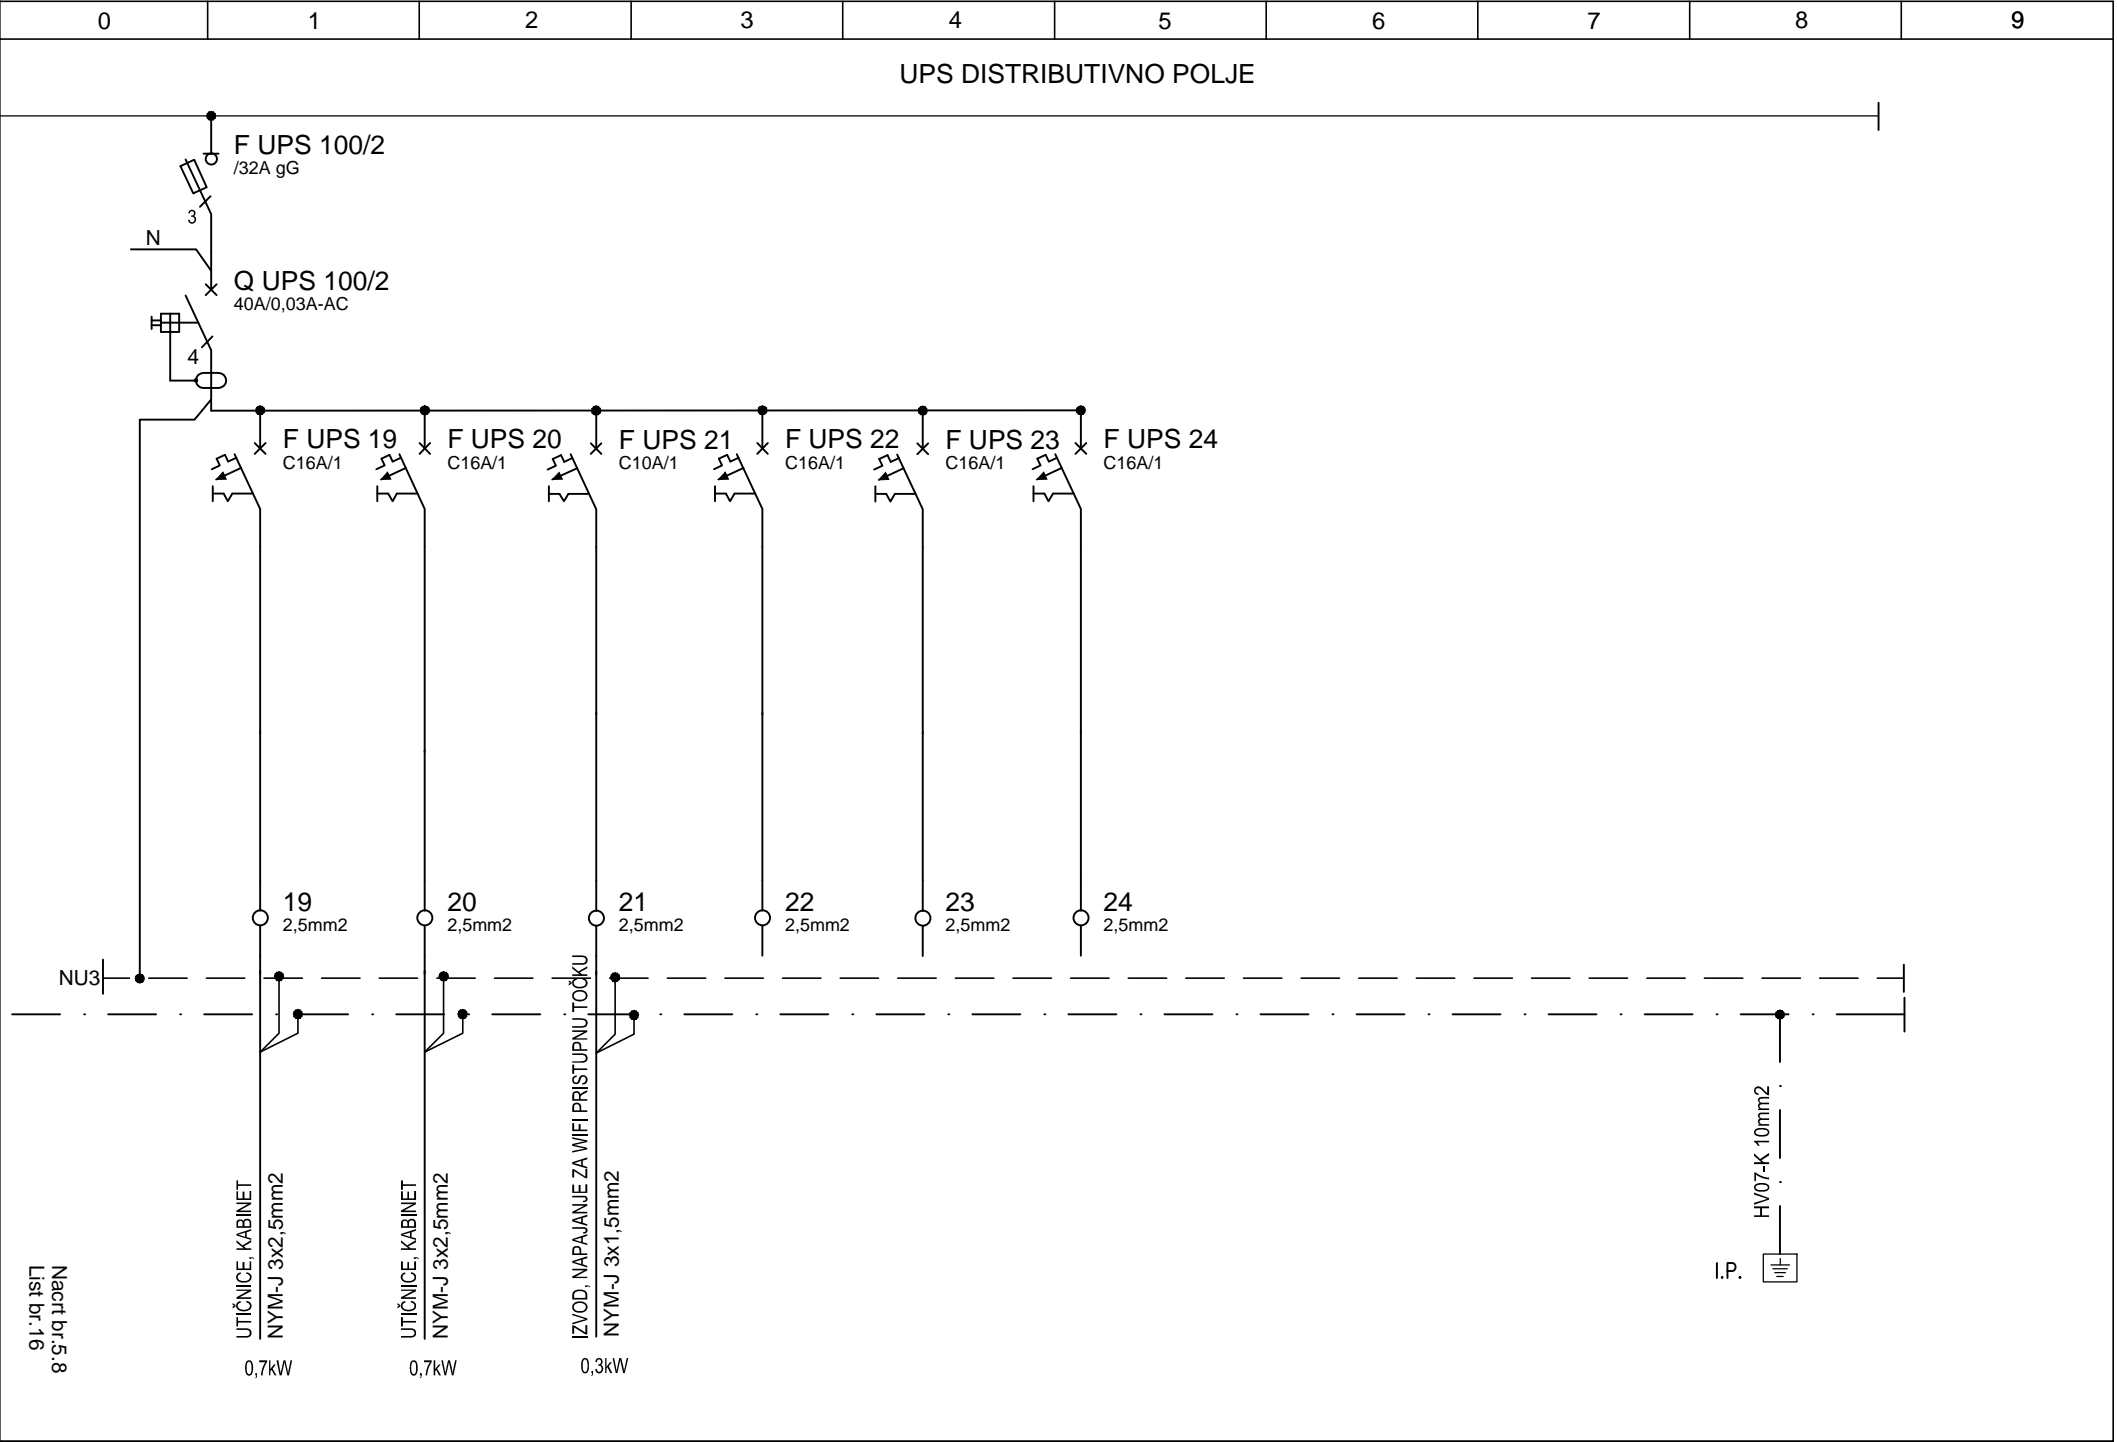 0 1 2 3 4 5 6 7 8 9
UPS DISTRIBUTIVNO POLJE
F UPS 100/2
/32A gG
3
N
Q UPS 100/2
40A/0,03A-AC
4
F UPS 19
C16A/1
F UPS 20
C16A/1
F UPS 21
C10A/1
F UPS 22
C16A/1
F UPS 23
C16A/1
F UPS 24
C16A/1
19
2,5mm2
20
2,5mm2
21
2,5mm2
22
2,5mm2
23
2,5mm2
24
2,5mm2
NU3
UTIČNICE, KABINET
NYM-J 3x2,5mm2
0,7kW
UTIČNICE, KABINET
NYM-J 3x2,5mm2
0,7kW
IZVOD, NAPAJANJE ZA WIFI PRISTUPNU TOČKU
NYM-J 3x1,5mm2
0,3kW
HV07-K 10mm2
I.P.
Nacrt br.5.8
List br.16